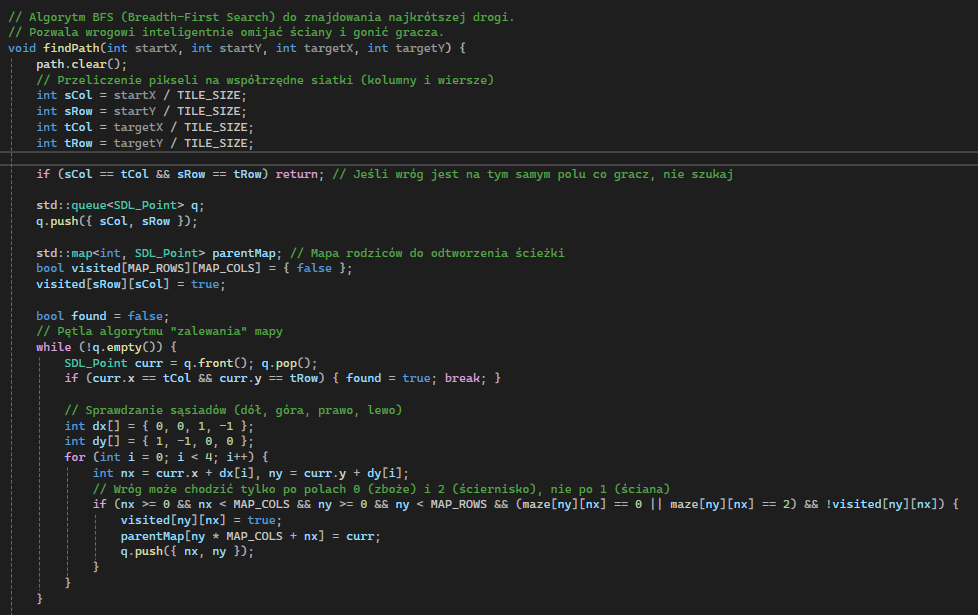 // Algorytm BFS (Breadth-First Search) do znajdowania najkrótszej drogi.
// Pozwala wrogowi inteligentnie omijać ściany i gonić gracza.
void findPath(int startX, int startY, int targetX, int targetY) {
    path.clear();
    // Przeliczenie pikseli na współrzędne siatki (kolumny i wiersze)
    int sCol = startX / TILE_SIZE;
    int sRow = startY / TILE_SIZE;
    int tCol = targetX / TILE_SIZE;
    int tRow = targetY / TILE_SIZE;

    if (sCol == tCol && sRow == tRow) return; // Jeśli wróg jest na tym samym polu co gracz, nie szukaj

    std::queue<SDL_Point> q;
    q.push({ sCol, sRow });

    std::map<int, SDL_Point> parentMap; // Mapa rodziców do odtworzenia ścieżki
    bool visited[MAP_ROWS][MAP_COLS] = { false };
    visited[sRow][sCol] = true;

    bool found = false;
    // Pętla algorytmu "zalewania" mapy
    while (!q.empty()) {
        SDL_Point curr = q.front(); q.pop();
        if (curr.x == tCol && curr.y == tRow) { found = true; break; }

        // Sprawdzanie sąsiadów (dół, góra, prawo, lewo)
        int dx[] = { 0, 0, 1, -1 };
        int dy[] = { 1, -1, 0, 0 };
        for (int i = 0; i < 4; i++) {
            int nx = curr.x + dx[i], ny = curr.y + dy[i];
            // Wróg może chodzić tylko po polach 0 (zboże) i 2 (ściernisko), nie po 1 (ściana)
            if (nx >= 0 && nx < MAP_COLS && ny >= 0 && ny < MAP_ROWS && (maze[ny][nx] == 0 || maze[ny][nx] == 2) && !visited[ny][nx]) {
                visited[ny][nx] = true;
                parentMap[ny * MAP_COLS + nx] = curr;
                q.push({ nx, ny });
            }
        }
    }